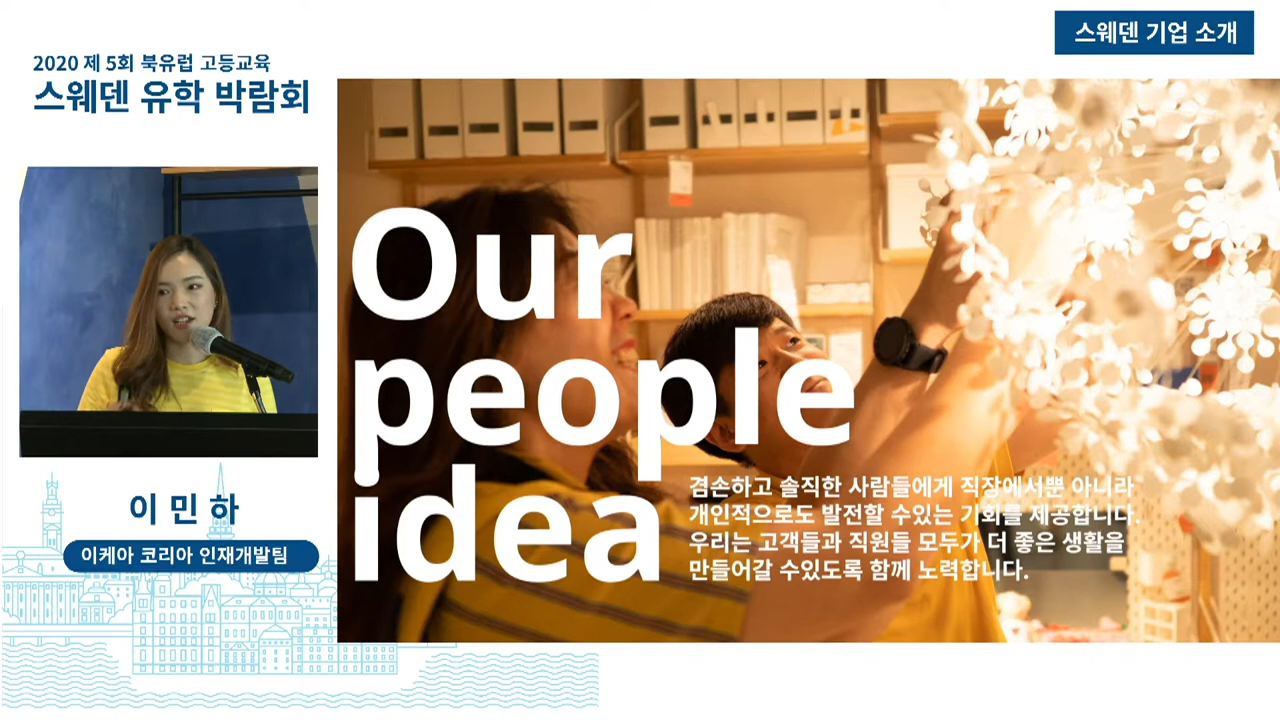 스웨덴 기업 소개
2020 제 5회 북유럽 고등교육
스웨덴 유학 박람회
Our
people
idea
겸손하고 솔직한 사람들에게 직장에서뿐 아니라
개인적으로도 발전할 수있는 기회를 제공합니다.
우리는 고객들과 직원들 모두가 더 좋은 생활을
만들어갈 수있도록 함께 노력합니다.
이 민 하
이케아 코리아 인재개발팀